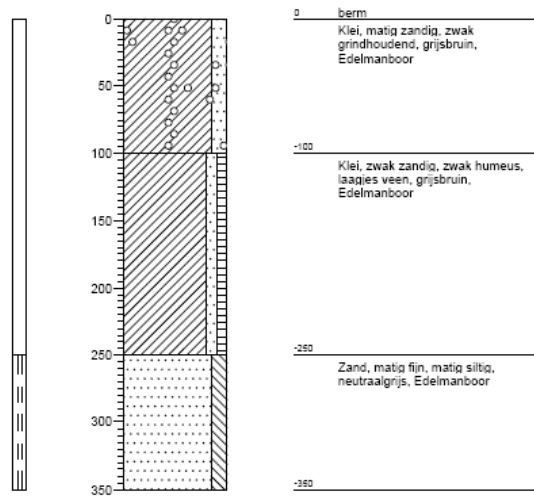 0
50
100
150
200
250
300
350
0 berm
Klei, matig zandig, zwak
grindhoudend, grijsbruin,
Edelmanboor
-100
Klei, zwak zandig, zwak humeus,
laagjes veen, grijsbruin,
Edelmanboor
-250
Zand, matig fijn, matig siltig,
neutraalgrijs, Edelmanboor
-350